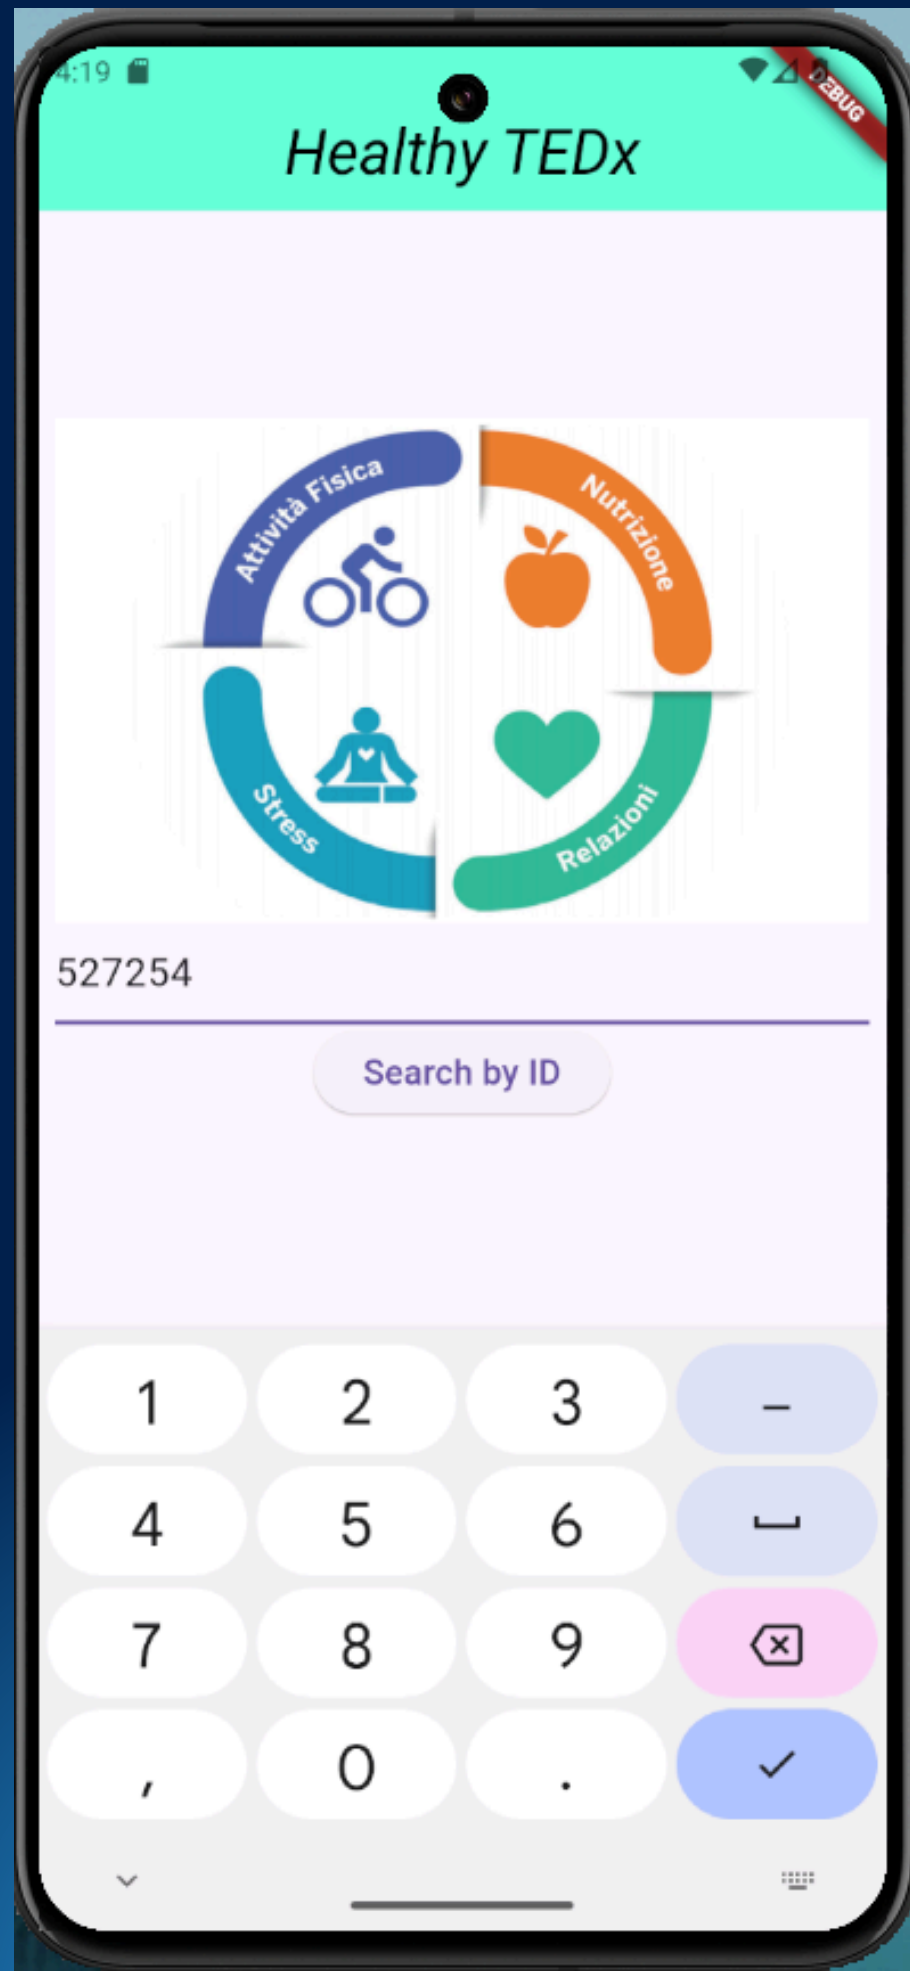 4:19
DEBUG
Healthy TEDx
Attività Fisica
Nutrizione
Stress
Relazioni
527254
Search by ID
1 2 3 –
4 5 6
7 8 9
, 0 .